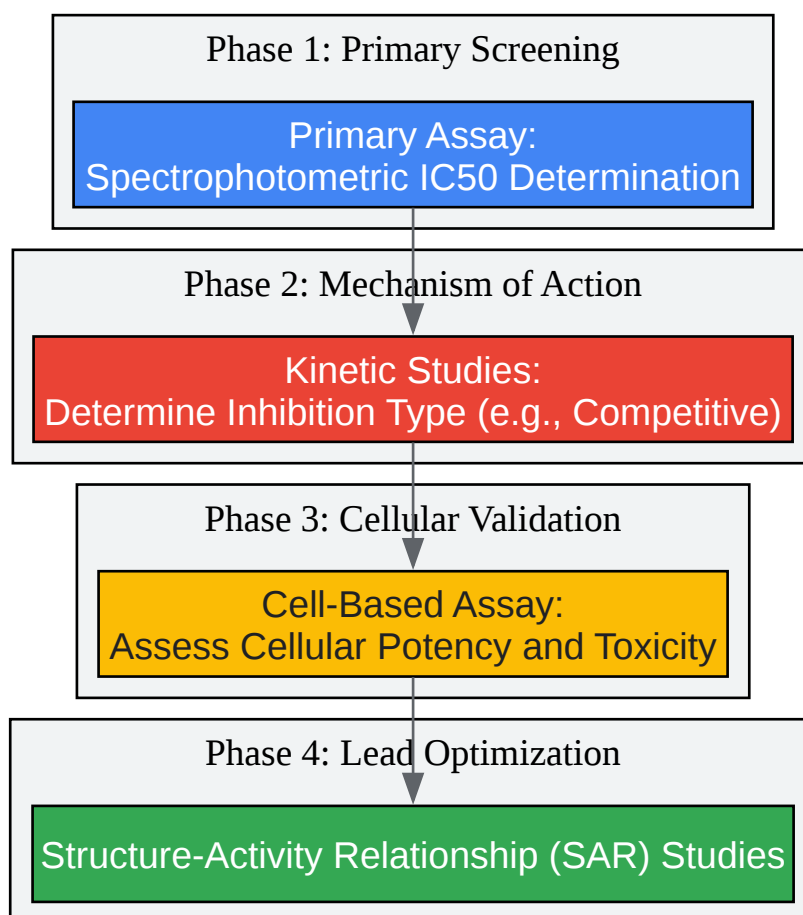 Phase 1: Primary Screening
Primary Assay:
Spectrophotometric IC50 Determination
Phase 2: Mechanism of Action
Kinetic Studies:
Determine Inhibition Type (e.g., Competitive)
Phase 3: Cellular Validation
Cell-Based Assay:
Assess Cellular Potency and Toxicity
Phase 4: Lead Optimization
Structure-Activity Relationship (SAR) Studies